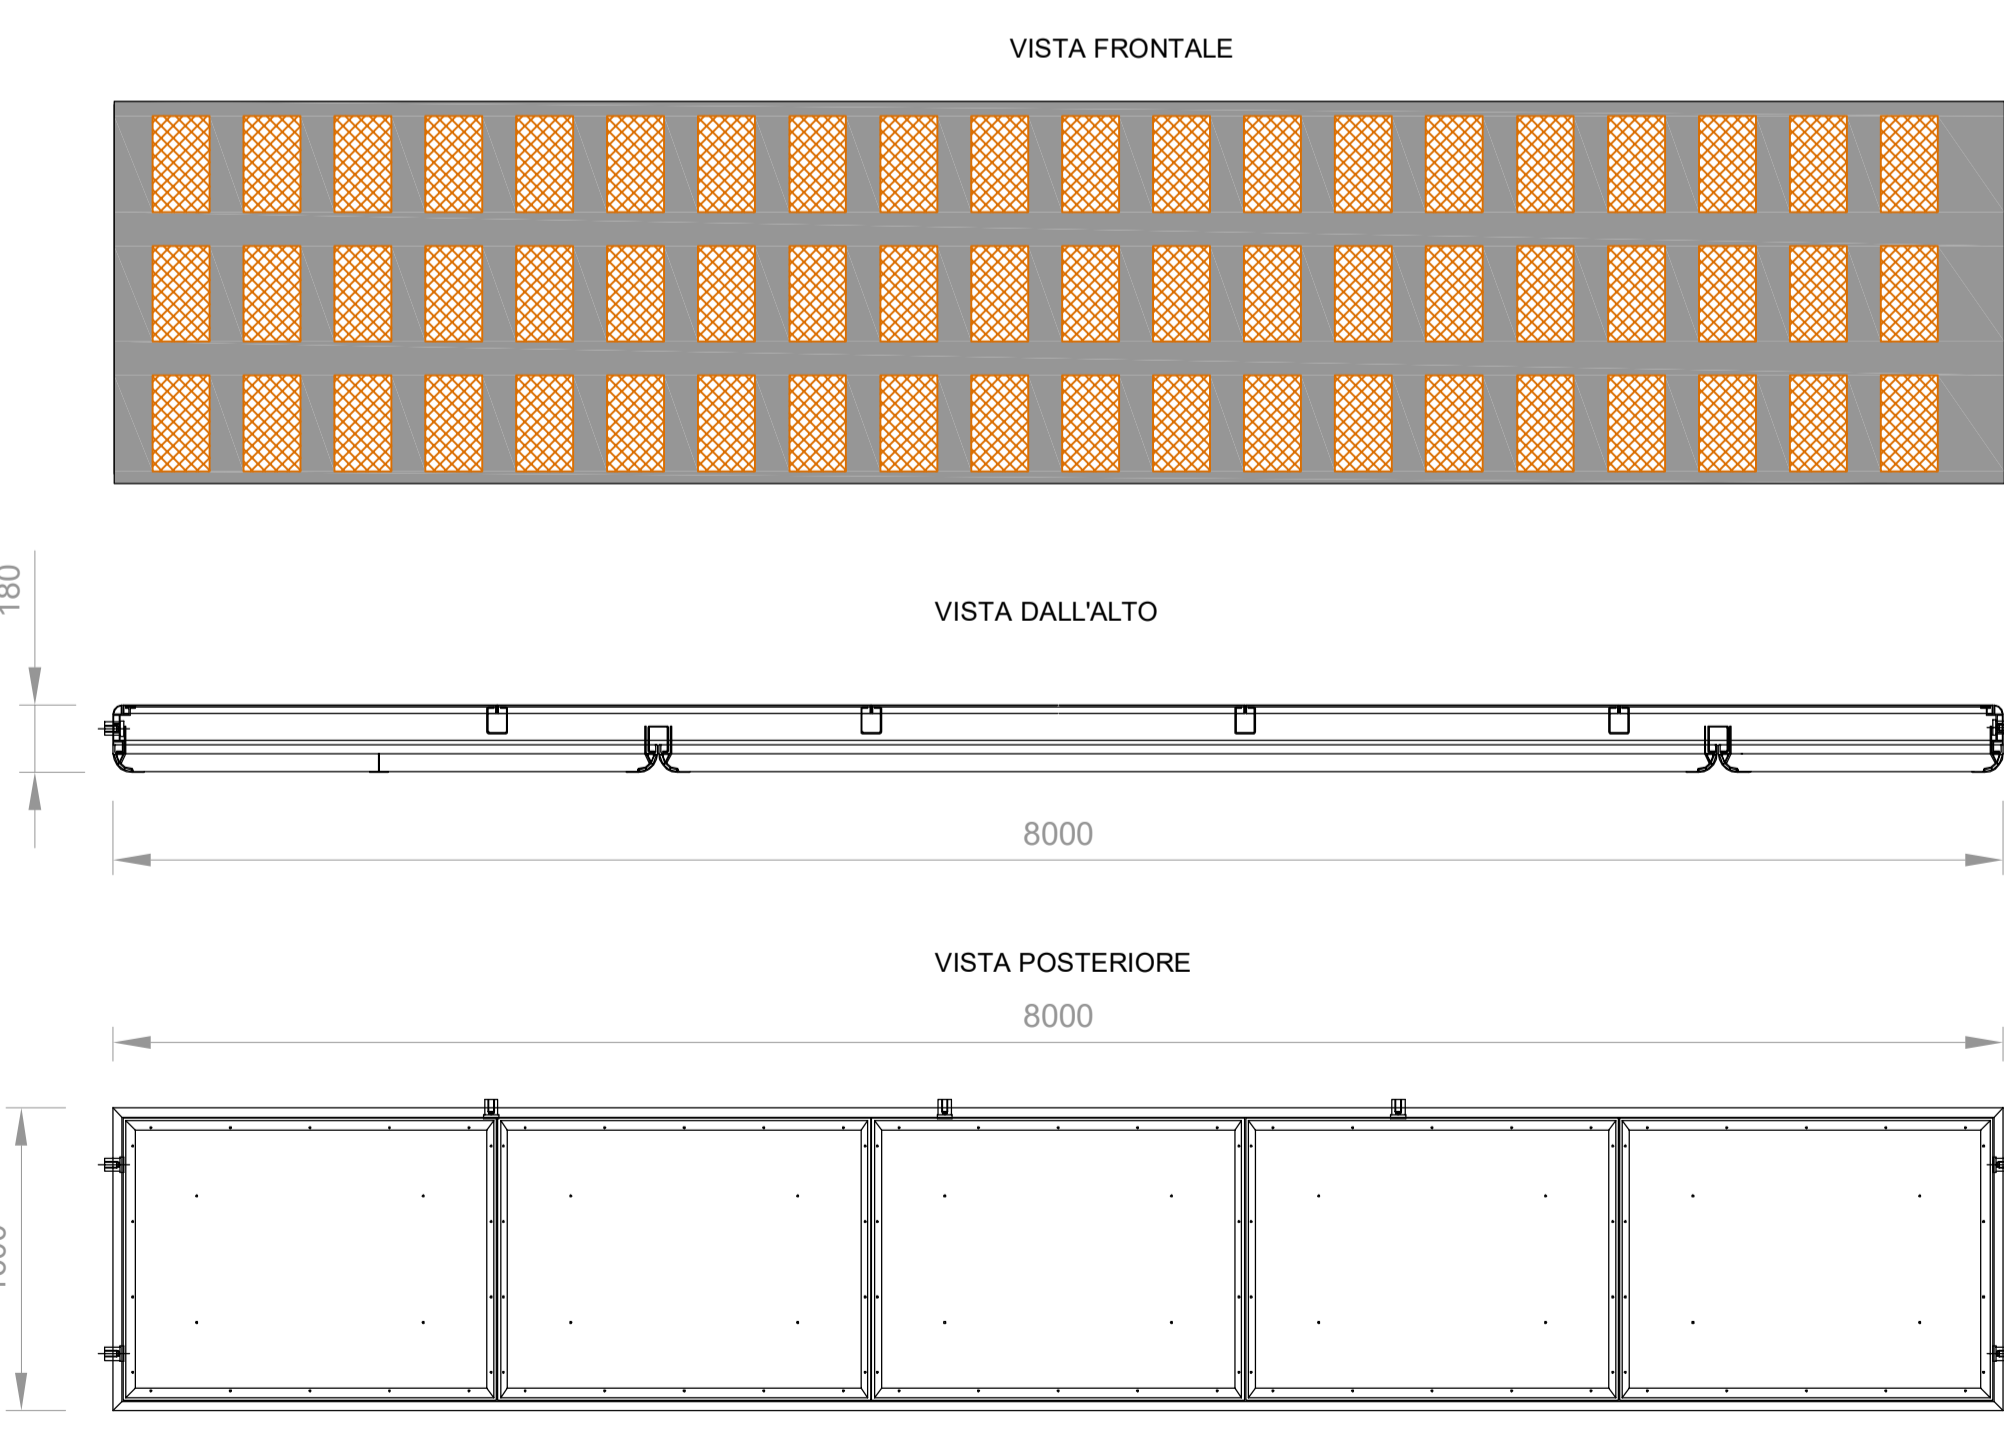 VISTA FRONTALE
180
VISTA DALL'ALTO
8000
VISTA POSTERIORE
8000